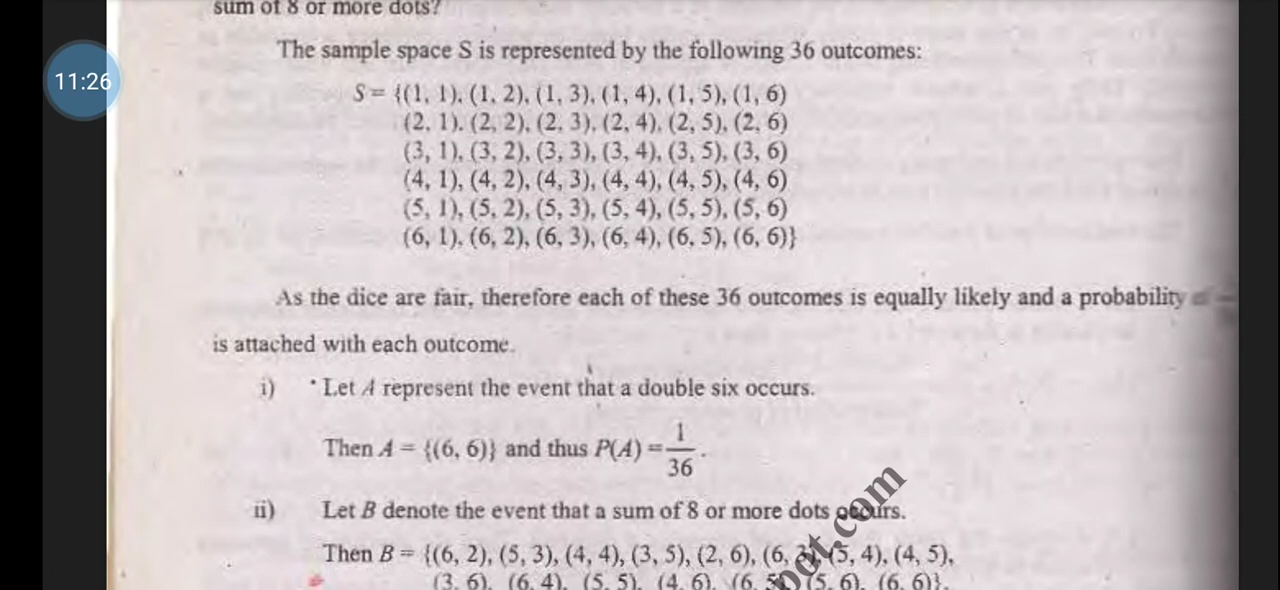 sum of 8 or more dots?
The sample space S is represented by the following 36 outcomes:
11:26
S = {(1, 1), (1, 2), (1, 3), (1, 4), (1, 5), (1, 6)
(2, 1), (2, 2), (2, 3), (2, 4), (2, 5), (2, 6)
(3, 1), (3, 2), (3, 3), (3, 4), (3, 5), (3, 6)
(4, 1), (4, 2), (4, 3), (4, 4), (4, 5), (4, 6)
(5, 1), (5, 2), (5, 3), (5, 4), (5, 5), (5, 6)
(6, 1), (6, 2), (6, 3), (6, 4), (6, 5), (6, 6)}
As the dice are fair, therefore each of these 36 outcomes is equally likely and a probability
is attached with each outcome.
i) Let A represent the event that a double six occurs.
Then A = {(6, 6)} and thus P(A) = 1/36.
ii) Let B denote the event that a sum of 8 or more dots occurs.
Then B = {(6, 2), (5, 3), (4, 4), (3, 5), (2, 6), (6, 3), (5, 4), (4, 5),
(3, 6), (6, 4), (5, 5), (4, 6), (6, 5), (5, 6), (6, 6)}.
pot.com